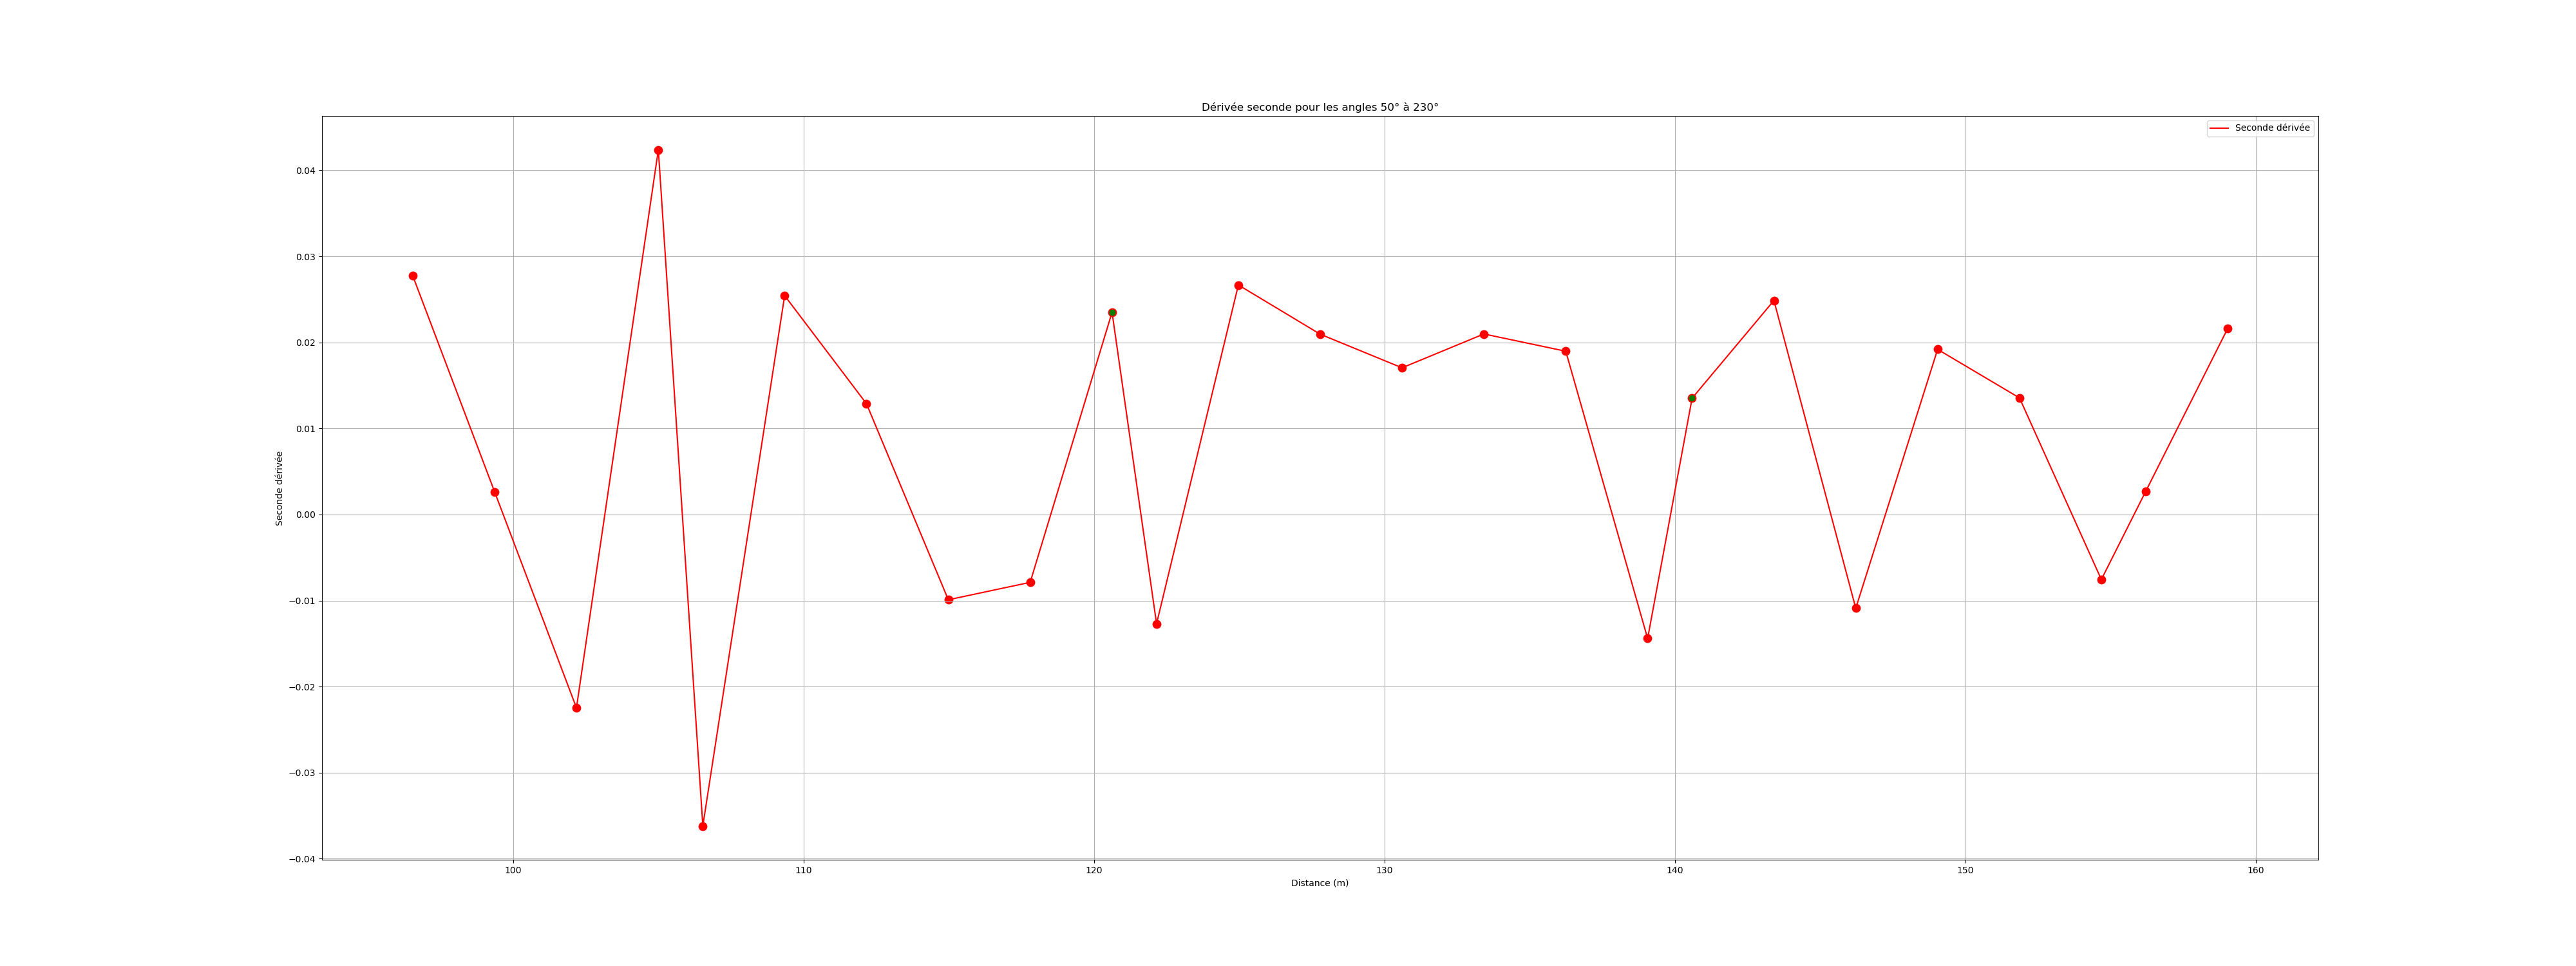 Dérivée seconde pour les angles 50° à 230°
Seconde dérivée
0.04
0.03
0.02
0.01
0.00
−0.01
−0.02
−0.03
−0.04
Seconde dérivée
100 110 120 130 140 150 160
Distance (m)